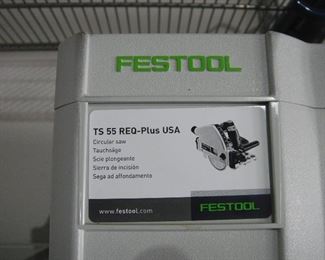 FESTOOL
TS 55 REQ-Plus USA
Circular saw
Tauchsäge
Scie plongeante
Sierra de incisión
Sega ad affondamento
www.festool.com
FESTOOL